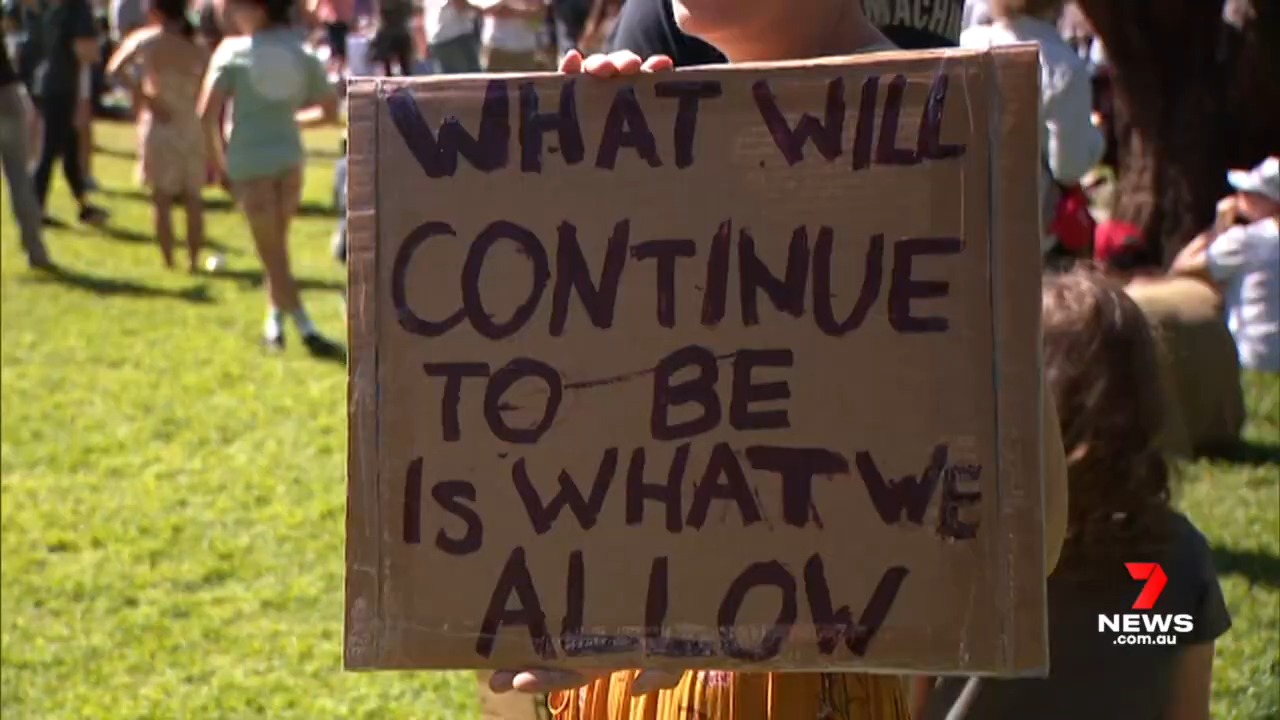 WHAT WILL
CONTINUE
TO BE
IS WHAT WE
ALLOW
7
NEWS
.com.au